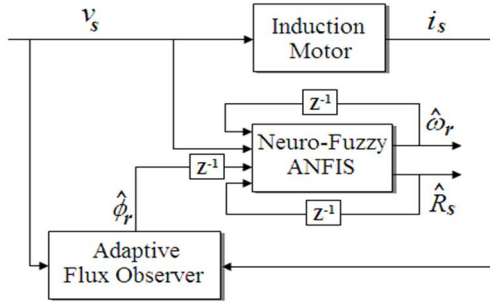 v_s
Induction
Motor
i_s
z⁻¹
Neuro-Fuzzy
ANFIS
ω̂_r
z⁻¹
R̂_s
z⁻¹
ϕ̂_r
Adaptive
Flux Observer